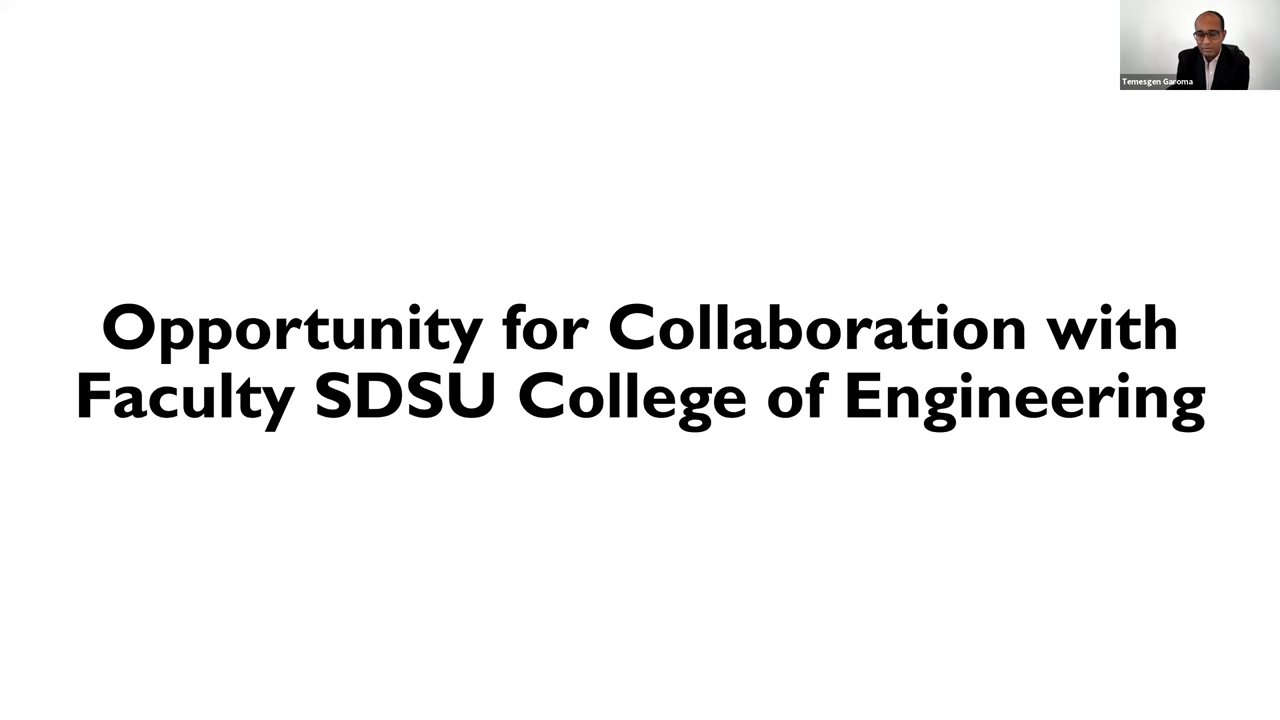 Temesgen Garoma
Opportunity for Collaboration with
Faculty SDSU College of Engineering